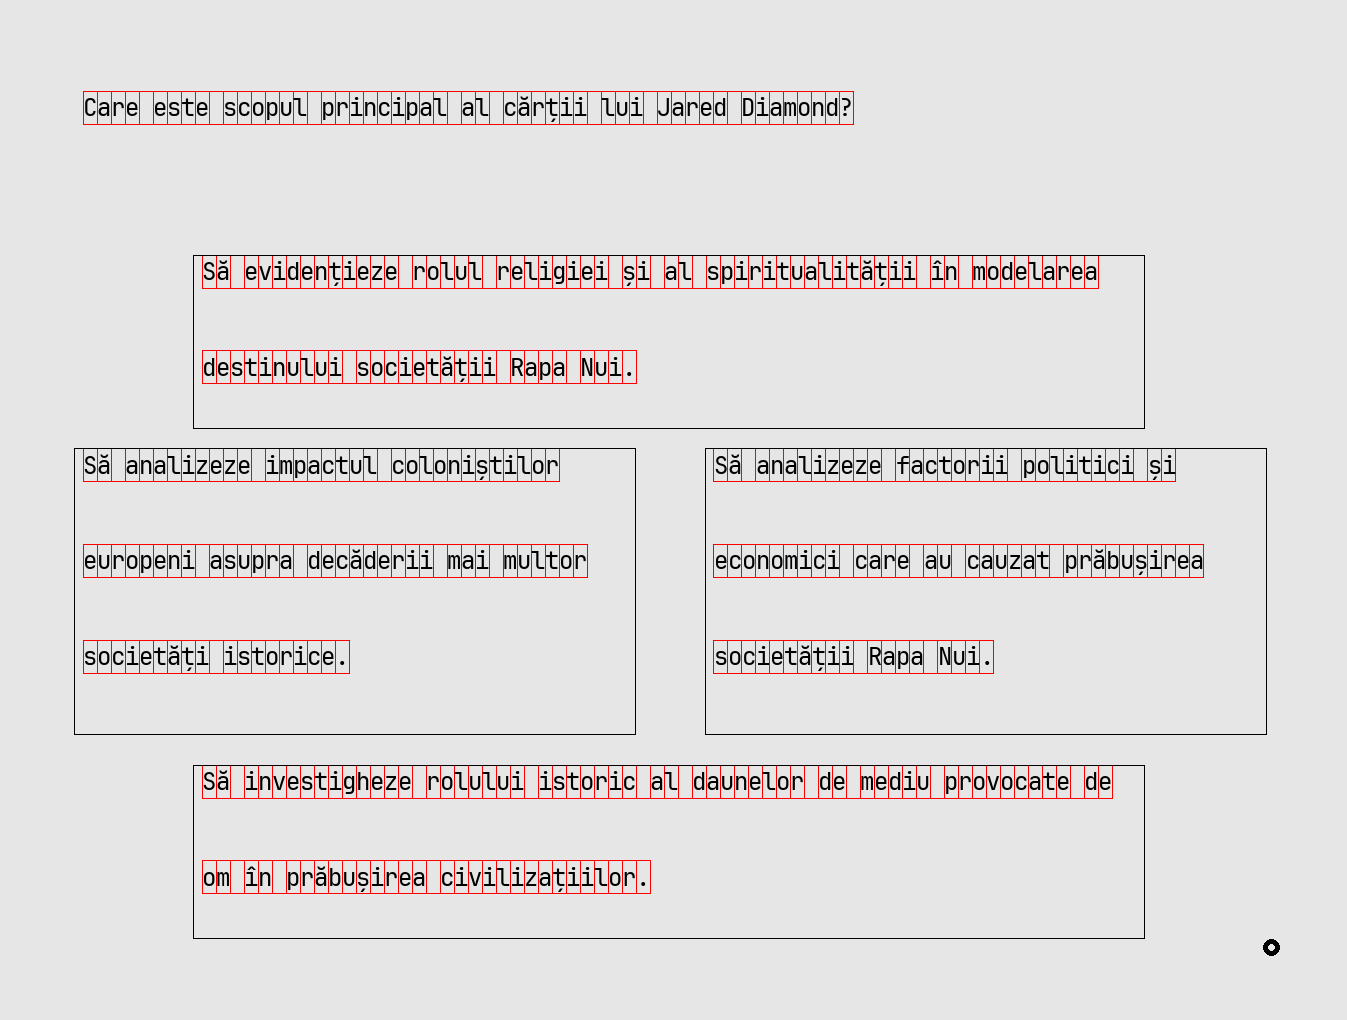 Care este scopul principal al cărții lui Jared Diamond?
Să evidențieze rolul religiei și al spiritualității în modelarea
destinului societății Rapa Nui.
Să analizeze impactul coloniștilor
europeni asupra decăderii mai multor
societăți istorice.
Să analizeze factorii politici și
economici care au cauzat prăbușirea
societății Rapa Nui.
Să investigheze rolului istoric al daunelor de mediu provocate de
om în prăbușirea civilizațiilor.